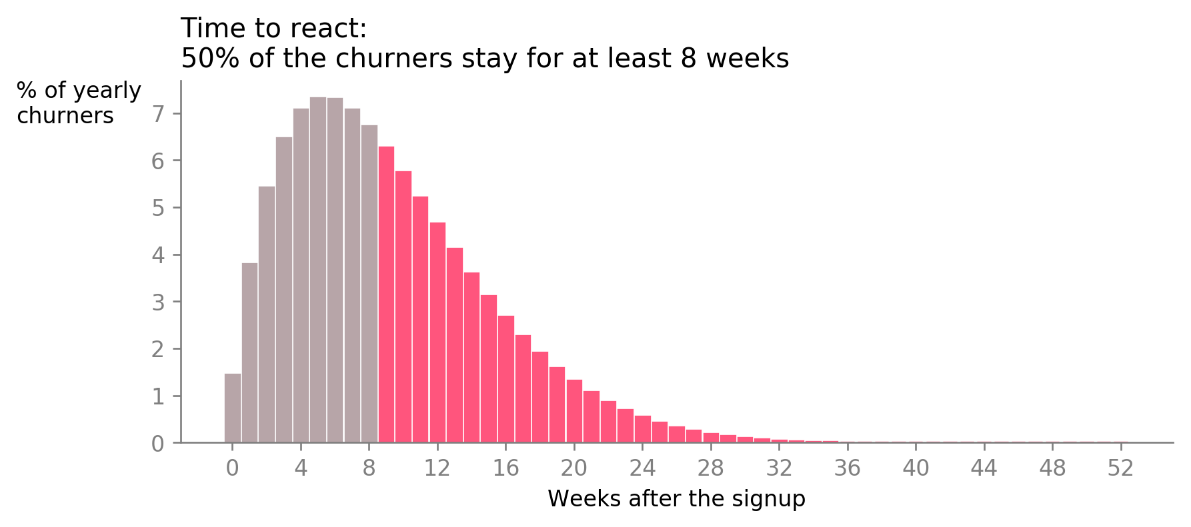 Time to react:
50% of the churners stay for at least 8 weeks
% of yearly
churners
7
6
5
4
3
2
1
0
0 4 8 12 16 20 24 28 32 36 40 44 48 52
Weeks after the signup